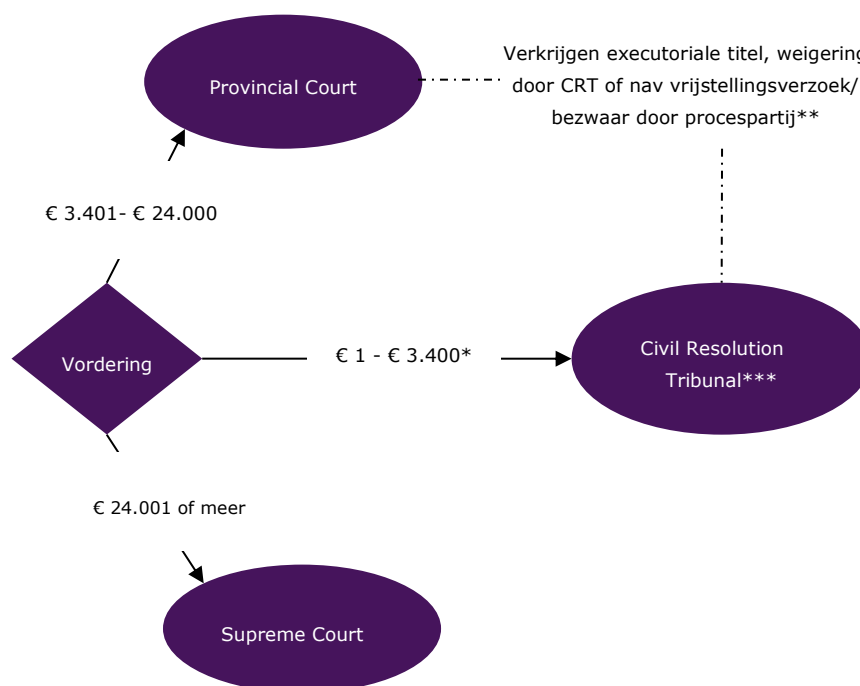 Provincial Court
Verkrijgen executoriale titel, weigering
door CRT of nav vrijstellingsverzoek/
bezwaar door procespartij**
€ 3.401- € 24.000
Vordering
€ 1 - € 3.400*
Civil Resolution
Tribunal***
€ 24.001 of meer
Supreme Court